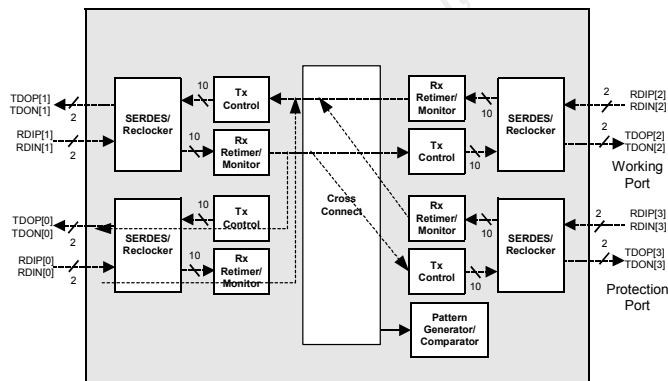 TDOP[1]
TDON[1]
2
RDIP[1]
RDIN[1]
2
SERDES/
Reclocker
10
Tx
Control
10
Rx
Retimer/
Monitor
TDOP[0]
TDON[0]
2
RDIP[0]
RDIN[0]
2
SERDES/
Reclocker
10
Tx
Control
10
Rx
Retimer/
Monitor
Cross
Connect
Rx
Retimer/
Monitor
10
Tx
Control
10
SERDES/
Reclocker
2
RDIP[2]
RDIN[2]
2
TDOP[2]
TDON[2]
Working
Port
Rx
Retimer/
Monitor
10
Tx
Control
10
SERDES/
Reclocker
2
RDIP[3]
RDIN[3]
2
TDOP[3]
TDON[3]
Protection
Port
Pattern
Generator/
Comparator